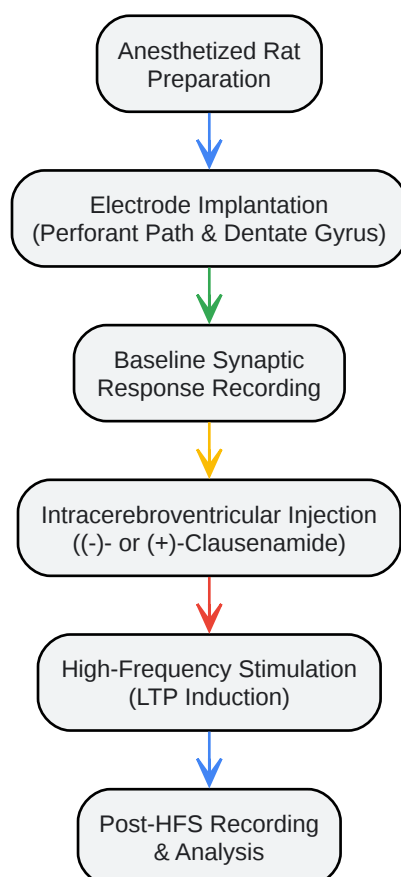 Anesthetized Rat
Preparation
Electrode Implantation
(Perforant Path & Dentate Gyrus)
Baseline Synaptic
Response Recording
Intracerebroventricular Injection
((-)- or (+)-Clausenamide)
High-Frequency Stimulation
(LTP Induction)
Post-HFS Recording
& Analysis